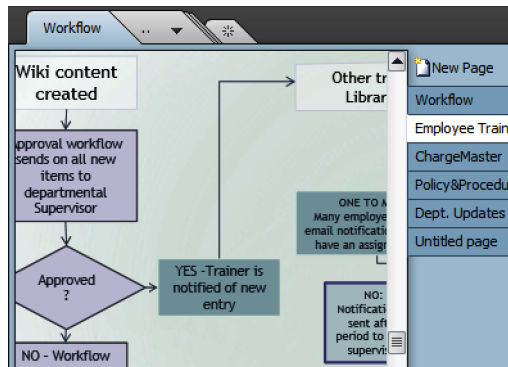 Workflow
..
Wiki content
created
Approval workflow
sends on all new
items to
departmental
Supervisor
Approved
?
NO - Workflow
YES -Trainer is
notified of new
entry
Other tr
Librar
ONE TO M
Many employe
email notificati
have an assign
NO:
Notificati
sent aft
period to
supervis
New Page
Workflow
Employee Train
ChargeMaster
Policy&Procedu
Dept. Updates
Untitled page